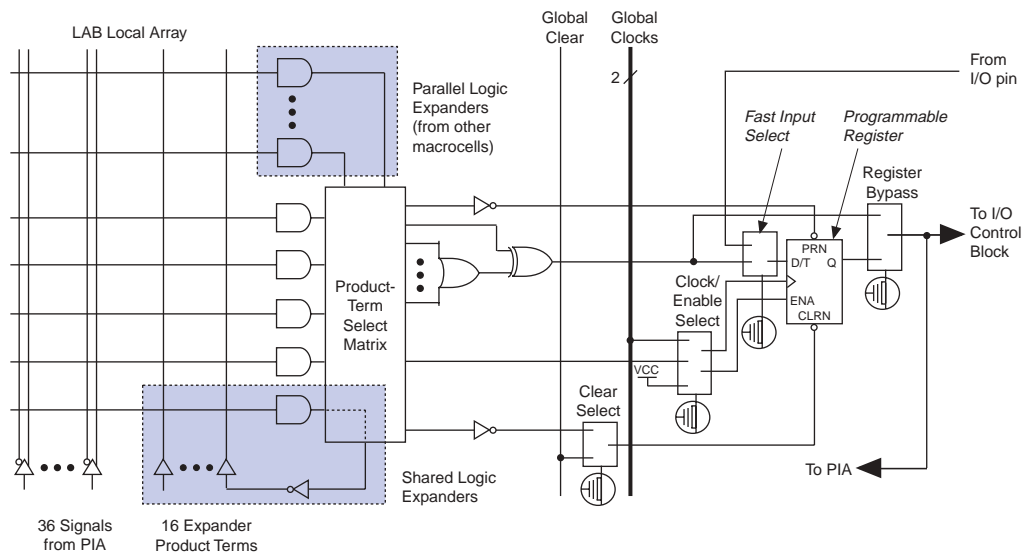 LAB Local Array
Global
Clear
Global
Clocks
2
From
I/O pin
Parallel Logic
Expanders
(from other
macrocells)
Fast Input
Select
Programmable
Register
Register
Bypass
To I/O
Control
Block
PRN
D/T
Q
ENA
CLRN
Product-
Term
Select
Matrix
Clock/
Enable
Select
VCC
Clear
Select
To PIA
Shared Logic
Expanders
36 Signals
from PIA
16 Expander
Product Terms